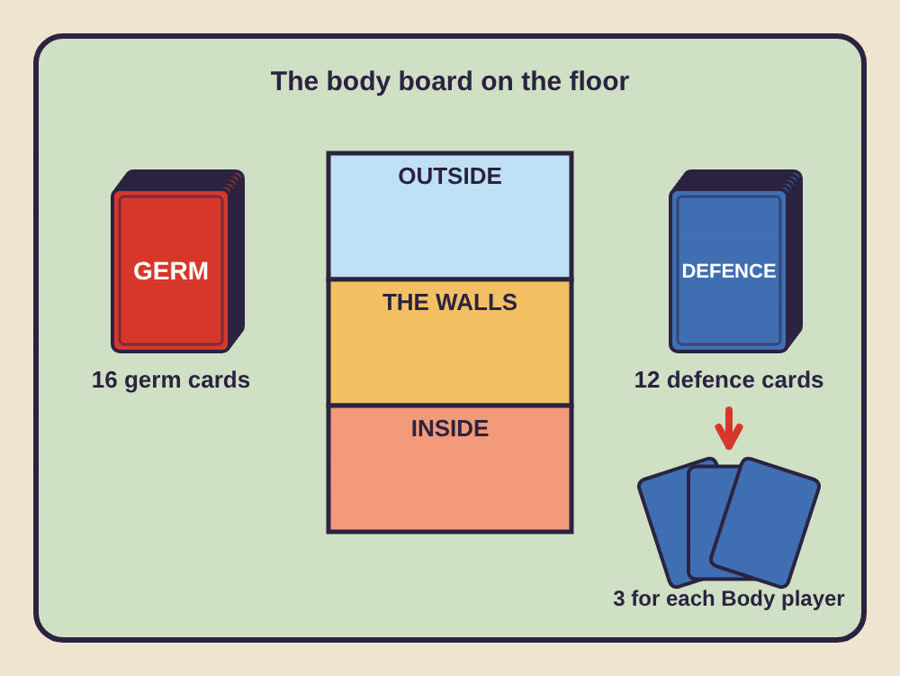 The body board on the floor
OUTSIDE
GERM
DEFENCE
THE WALLS
16 germ cards
12 defence cards
INSIDE
3 for each Body player